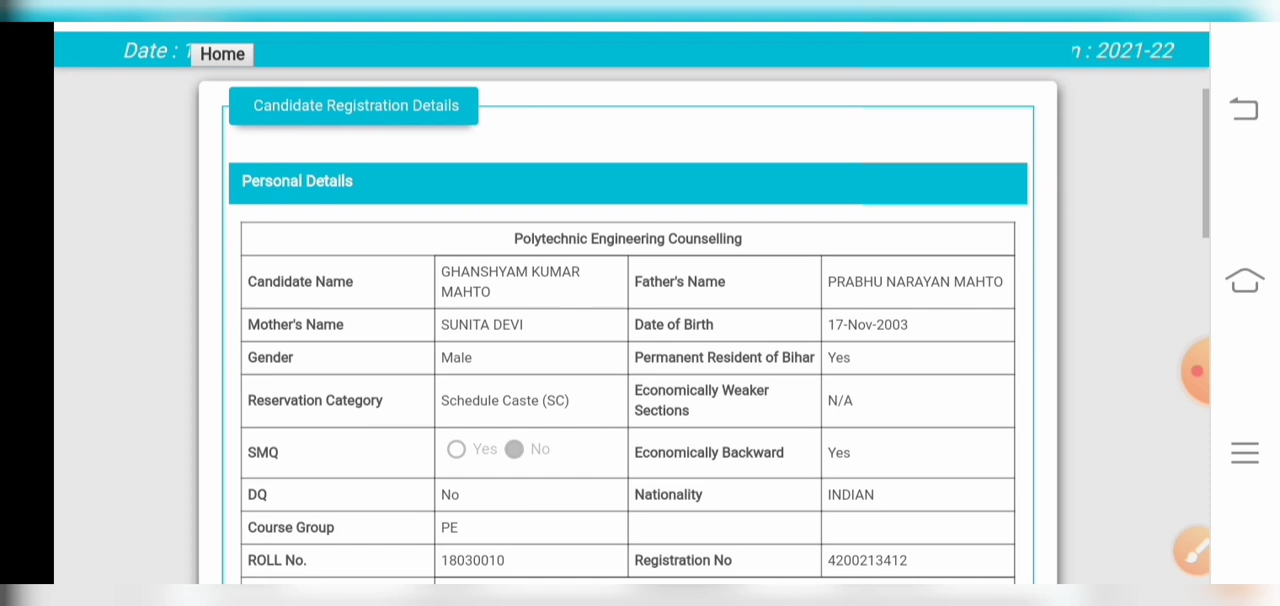 Date : 1
Home
: 2021-22
Candidate Registration Details
Personal Details
Polytechnic Engineering Counselling
Candidate Name GHANSHYAM KUMAR MAHTO Father's Name PRABHU NARAYAN MAHTO
Mother's Name SUNITA DEVI Date of Birth 17-Nov-2003
Gender Male Permanent Resident of Bihar Yes
Reservation Category Schedule Caste (SC) Economically Weaker Sections N/A
SMQ Yes No Economically Backward Yes
DQ No Nationality INDIAN
Course Group PE
ROLL No. 18030010 Registration No 4200213412